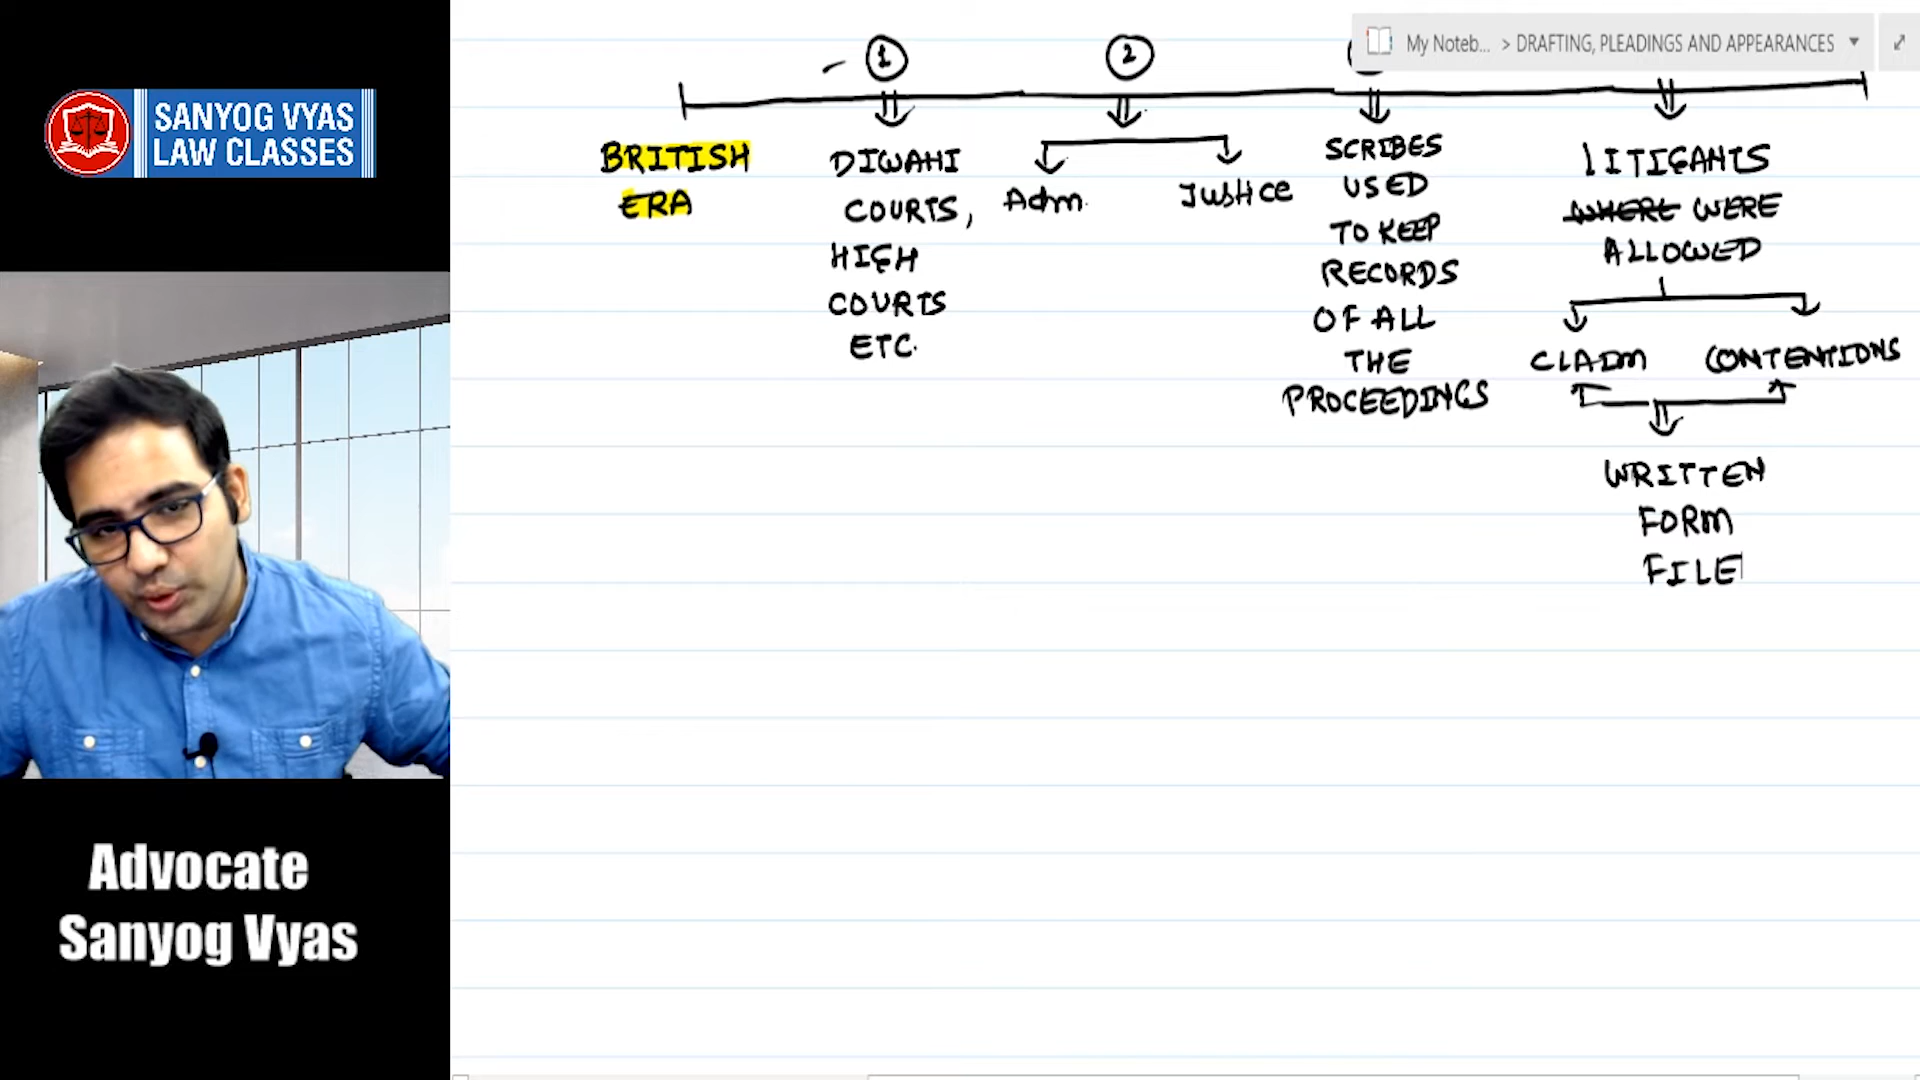 SANYOG VYAS
LAW CLASSES
Advocate
Sanyog Vyas
My Noteb... > DRAFTING, PLEADINGS AND APPEARANCES
1
2
BRITISH
ERA
DIWAHI
COURTS,
HIGH
COURTS
ETC.
Adm.
Justice
SCRIBES
USED
TO KEEP
RECORDS
OF ALL
THE
PROCEEDINGS
LITIGANTS
WHERE WERE
ALLOWED
CLAIM
CONTENTIONS
WRITTEN
FORM
FILE